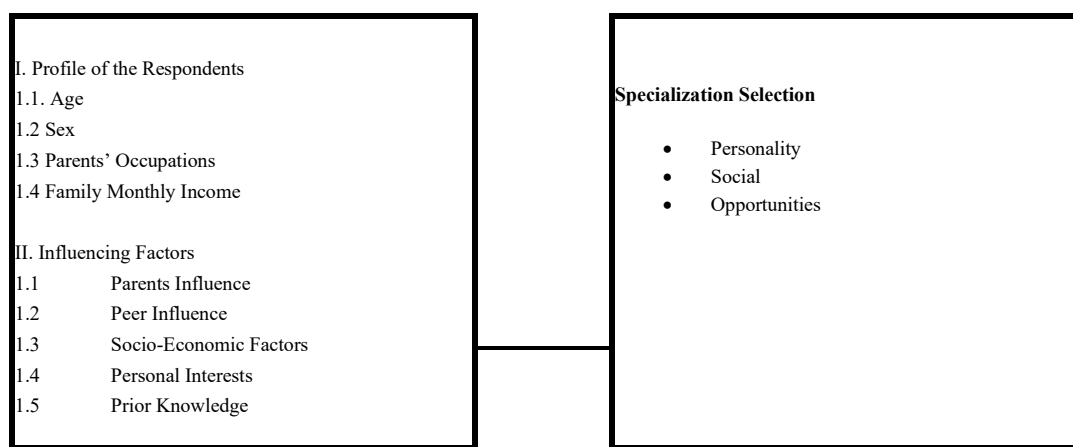 I. Profile of the Respondents
1.1. Age
1.2 Sex
1.3 Parents’ Occupations
1.4 Family Monthly Income
II. Influencing Factors
1.1 Parents Influence
1.2 Peer Influence
1.3 Socio-Economic Factors
1.4 Personal Interests
1.5 Prior Knowledge
Specialization Selection
• Personality
• Social
• Opportunities